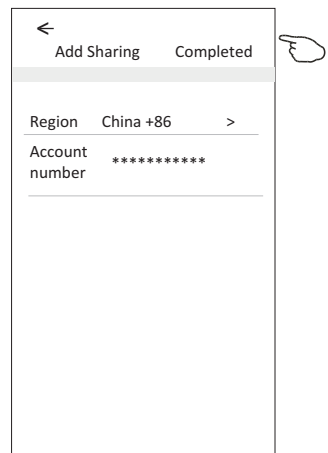 ←
Add Sharing Completed
Region China +86 >
Account
number ***********